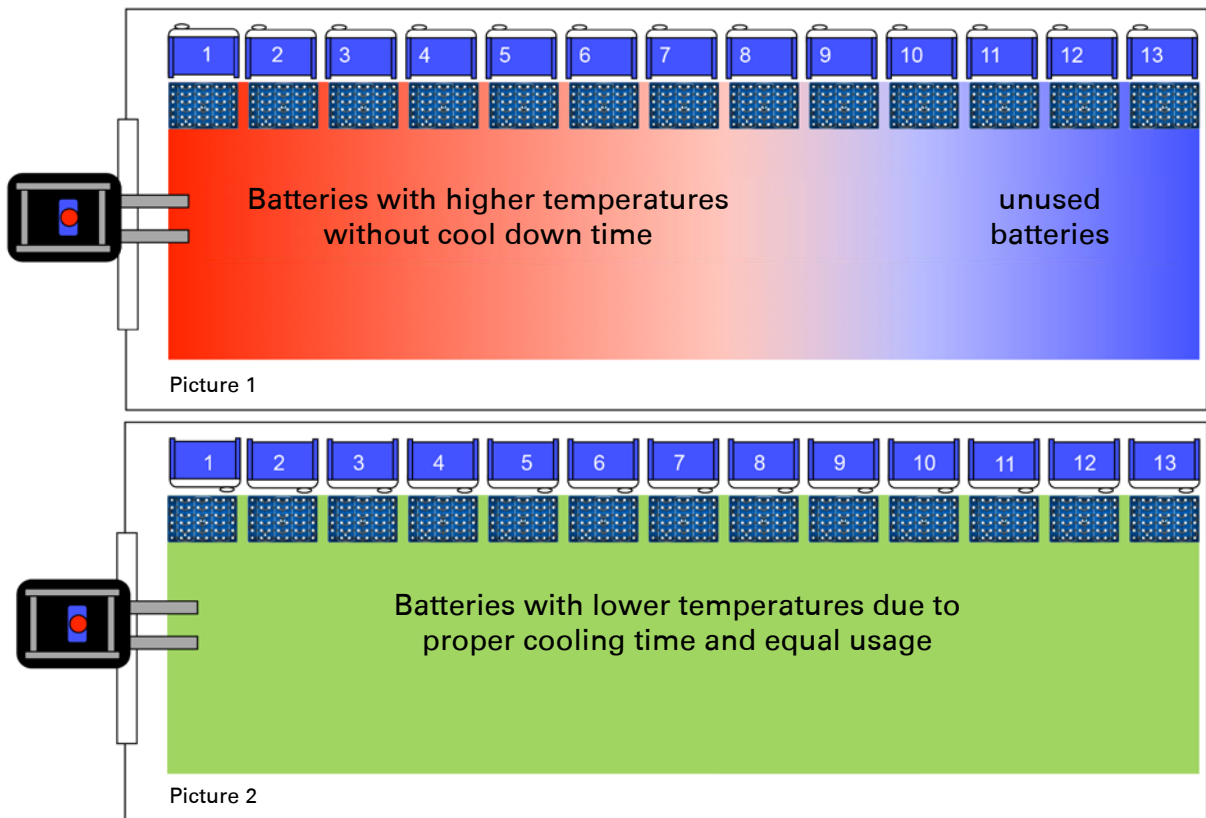 1 2 3 4 5 6 7 8 9 10 11 12 13
Batteries with higher temperatures
without cool down time
unused
batteries
Picture 1
1 2 3 4 5 6 7 8 9 10 11 12 13
Batteries with lower temperatures due to
proper cooling time and equal usage
Picture 2